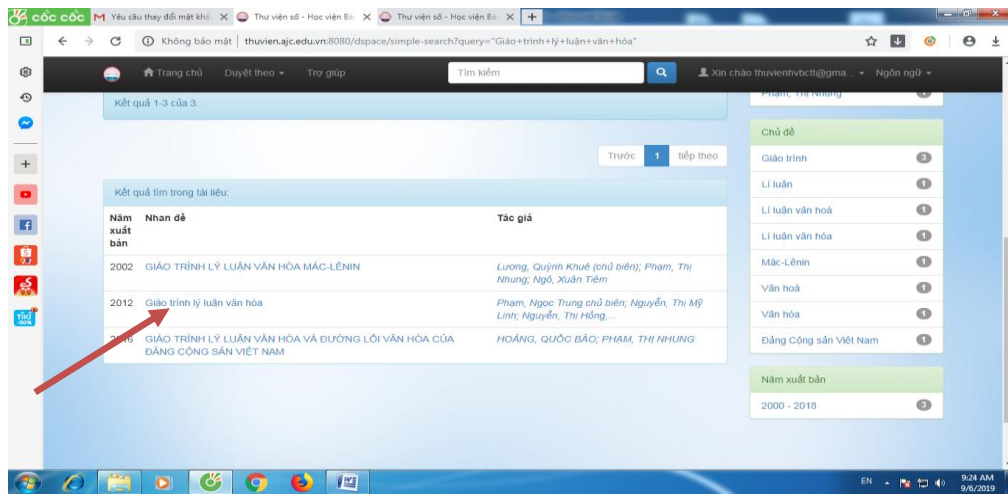 cốc cốc
Yêu cầu thay đổi mật khẩ
Thư viện số - Học viện Bá
Thư viện số - Học viện Bá
Không bảo mật | thuvien.ajc.edu.vn:8080/dspace/simple-search?query="Giáo+trình+lý+luận+văn+hóa"
Trang chủ Duyệt theo Trợ giúp Tìm kiếm Xin chào thuvienhvbctt@gma... Ngôn ngữ
Kết quả 1-3 của 3.
Phạm, Thị Nhung 1
Trước 1 tiếp theo
Kết quả tìm trong tài liệu:
Năm xuất bản Nhan đề Tác giả
2002 GIÁO TRÌNH LÝ LUẬN VĂN HÓA MÁC-LÊNIN Lương, Quỳnh Khuê (chủ biên); Phạm, Thị
Nhung; Ngô, Xuân Tiêm
2012 Giáo trình lý luận văn hóa Phạm, Ngọc Trung chủ biên; Nguyễn, Thị Mỹ
Linh; Nguyễn, Thị Hồng,...
GIÁO TRÌNH LÝ LUẬN VĂN HÓA VÀ ĐƯỜNG LỐI VĂN HÓA CỦA HOÀNG, QUỐC BẢO; PHẠM, THỊ NHUNG
ĐẢNG CỘNG SẢN VIỆT NAM
Chủ đề
Giáo trình 3
Lí luận 1
Lí luận văn hoá 1
Lí luận văn hóa 1
Mác-Lênin 1
Văn hoá 1
Văn hóa 1
Đảng Cộng sản Việt Nam 1
Năm xuất bản
2000 - 2018 3
EN
9:24 AM
9/6/2019